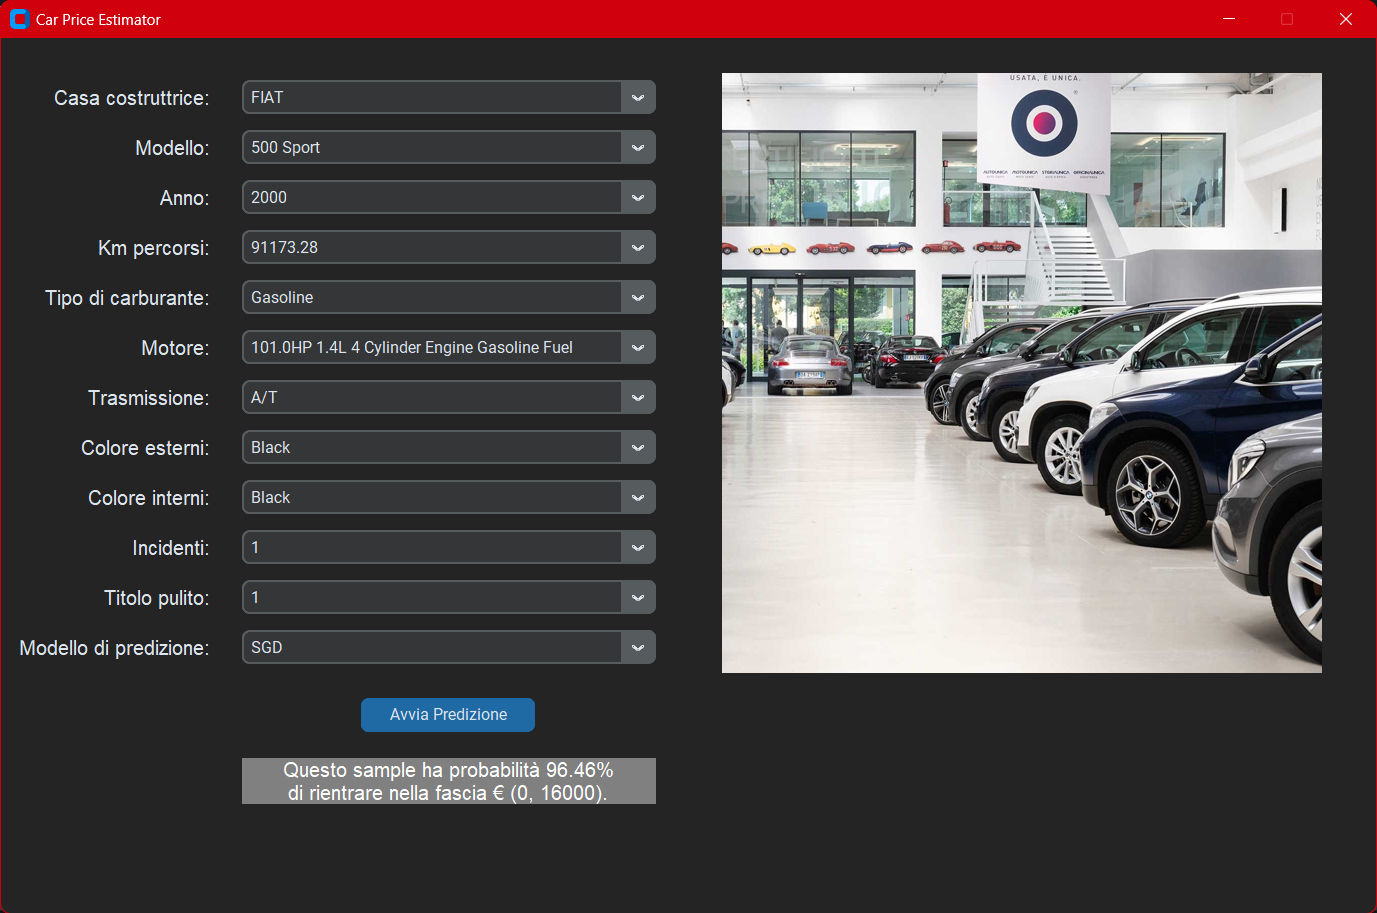 Car Price Estimator
Casa costruttrice: FIAT
Modello: 500 Sport
Anno: 2000
Km percorsi: 91173.28
Tipo di carburante: Gasoline
Motore: 101.0HP 1.4L 4 Cylinder Engine Gasoline Fuel
Trasmissione: A/T
Colore esterni: Black
Colore interni: Black
Incidenti: 1
Titolo pulito: 1
Modello di predizione: SGD
Avvia Predizione
Questo sample ha probabilità 96.46%
di rientrare nella fascia € (0, 16000).
USATA, È UNICA.
AUTOUNICA MOTOUNICA STORIAUNICA OFFICINAUNICA